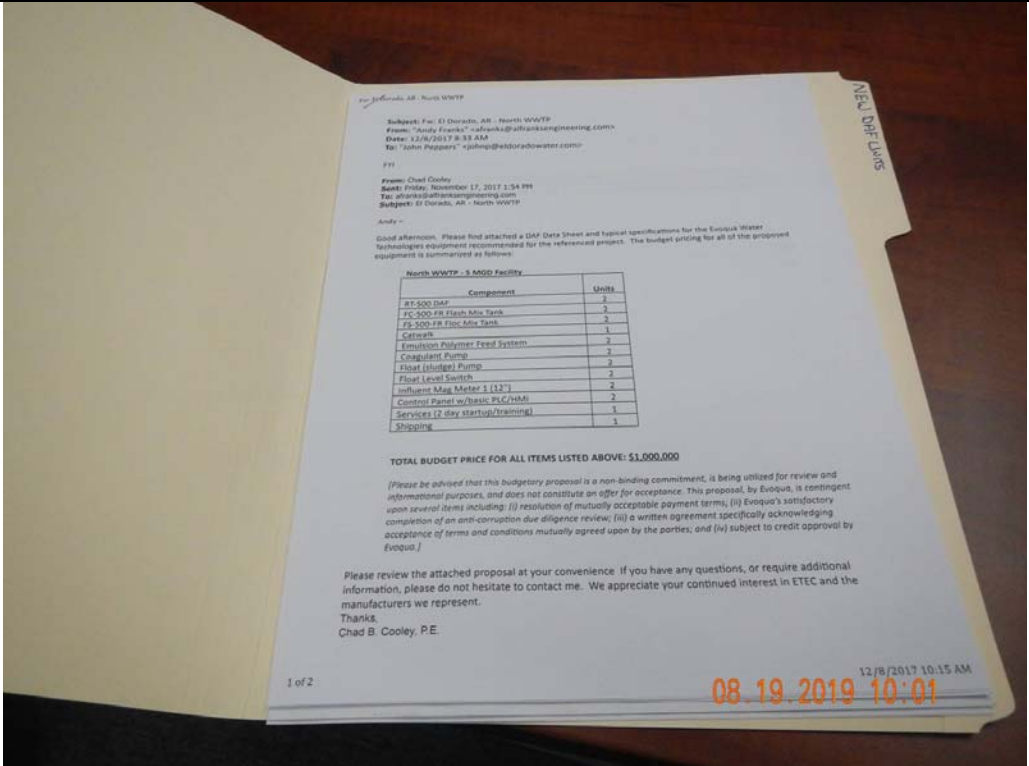 NEW DAF UNITS
Fw: El Dorado, AR - North WWTP
Subject: Fw: El Dorado, AR - North WWTP
From: "Andy Franks" <afranks@alfranksengineering.com>
Date: 12/8/2017 8:33 AM
To: "John Peppers" <johnp@eldoradowater.com>
FYI
From: Chad Cooley
Sent: Friday, November 17, 2017 1:54 PM
To: afranks@alfranksengineering.com
Subject: El Dorado, AR - North WWTP
Andy –
Good afternoon. Please find attached a DAF Data Sheet and typical specifications for the Evoqua Water
Technologies equipment recommended for the referenced project. The budget pricing for all of the proposed
equipment is summarized as follows:
North WWTP - 5 MGD Facility
Component Units
RT-500 DAF 2
FC-500-FR Flash Mix Tank 2
FS-500-FR Floc Mix Tank 2
Catwalk 1
Emulsion Polymer Feed System 2
Coagulant Pump 2
Float (sludge) Pump 2
Float Level Switch 2
Influent Mag Meter 1 (12") 2
Control Panel w/basic PLC/HMI 2
Services (2 day startup/training) 1
Shipping 1
TOTAL BUDGET PRICE FOR ALL ITEMS LISTED ABOVE: $1,000,000
[Please be advised that this budgetary proposal is a non-binding commitment, is being utilized for review and
informational purposes, and does not constitute an offer for acceptance. This proposal, by Evoqua, is contingent
upon several items including: (i) resolution of mutually acceptable payment terms; (ii) Evoqua's satisfactory
completion of an anti-corruption due diligence review; (iii) a written agreement specifically acknowledging
acceptance of terms and conditions mutually agreed upon by the parties; and (iv) subject to credit approval by
Evoqua.]
Please review the attached proposal at your convenience If you have any questions, or require additional
information, please do not hesitate to contact me. We appreciate your continued interest in ETEC and the
manufacturers we represent.
Thanks,
Chad B. Cooley, P.E.
1 of 2
12/8/2017 10:15 AM
08.19.2019 10:01